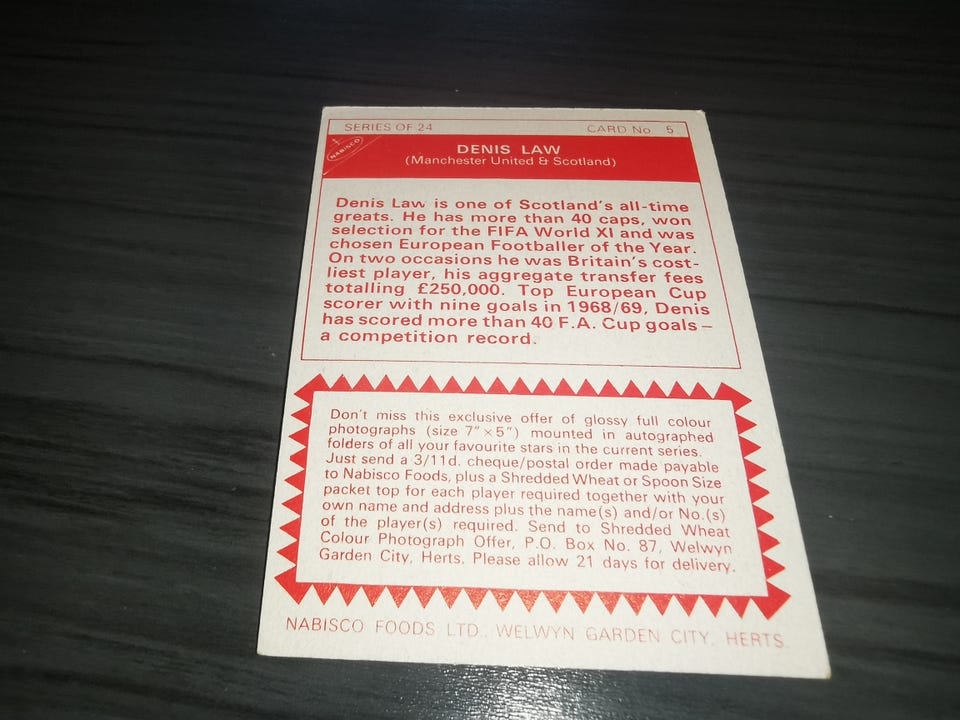 SERIES OF 24 CARD No 5
NABISCO
DENIS LAW
(Manchester United & Scotland)
Denis Law is one of Scotland's all-time
greats. He has more than 40 caps, won
selection for the FIFA World XI and was
chosen European Footballer of the Year.
On two occasions he was Britain's cost-
liest player, his aggregate transfer fees
totalling £250,000. Top European Cup
scorer with nine goals in 1968/69, Denis
has scored more than 40 F.A. Cup goals –
a competition record.
Don't miss this exclusive offer of glossy full colour
photographs (size 7" × 5") mounted in autographed
folders of all your favourite stars in the current series.
Just send a 3/11d. cheque/postal order made payable
to Nabisco Foods, plus a Shredded Wheat or Spoon Size
packet top for each player required together with your
own name and address plus the name(s) and/or No.(s)
of the player(s) required. Send to Shredded Wheat
Colour Photograph Offer, P.O. Box No. 87, Welwyn
Garden City, Herts. Please allow 21 days for delivery.
NABISCO FOODS LTD., WELWYN GARDEN CITY, HERTS.